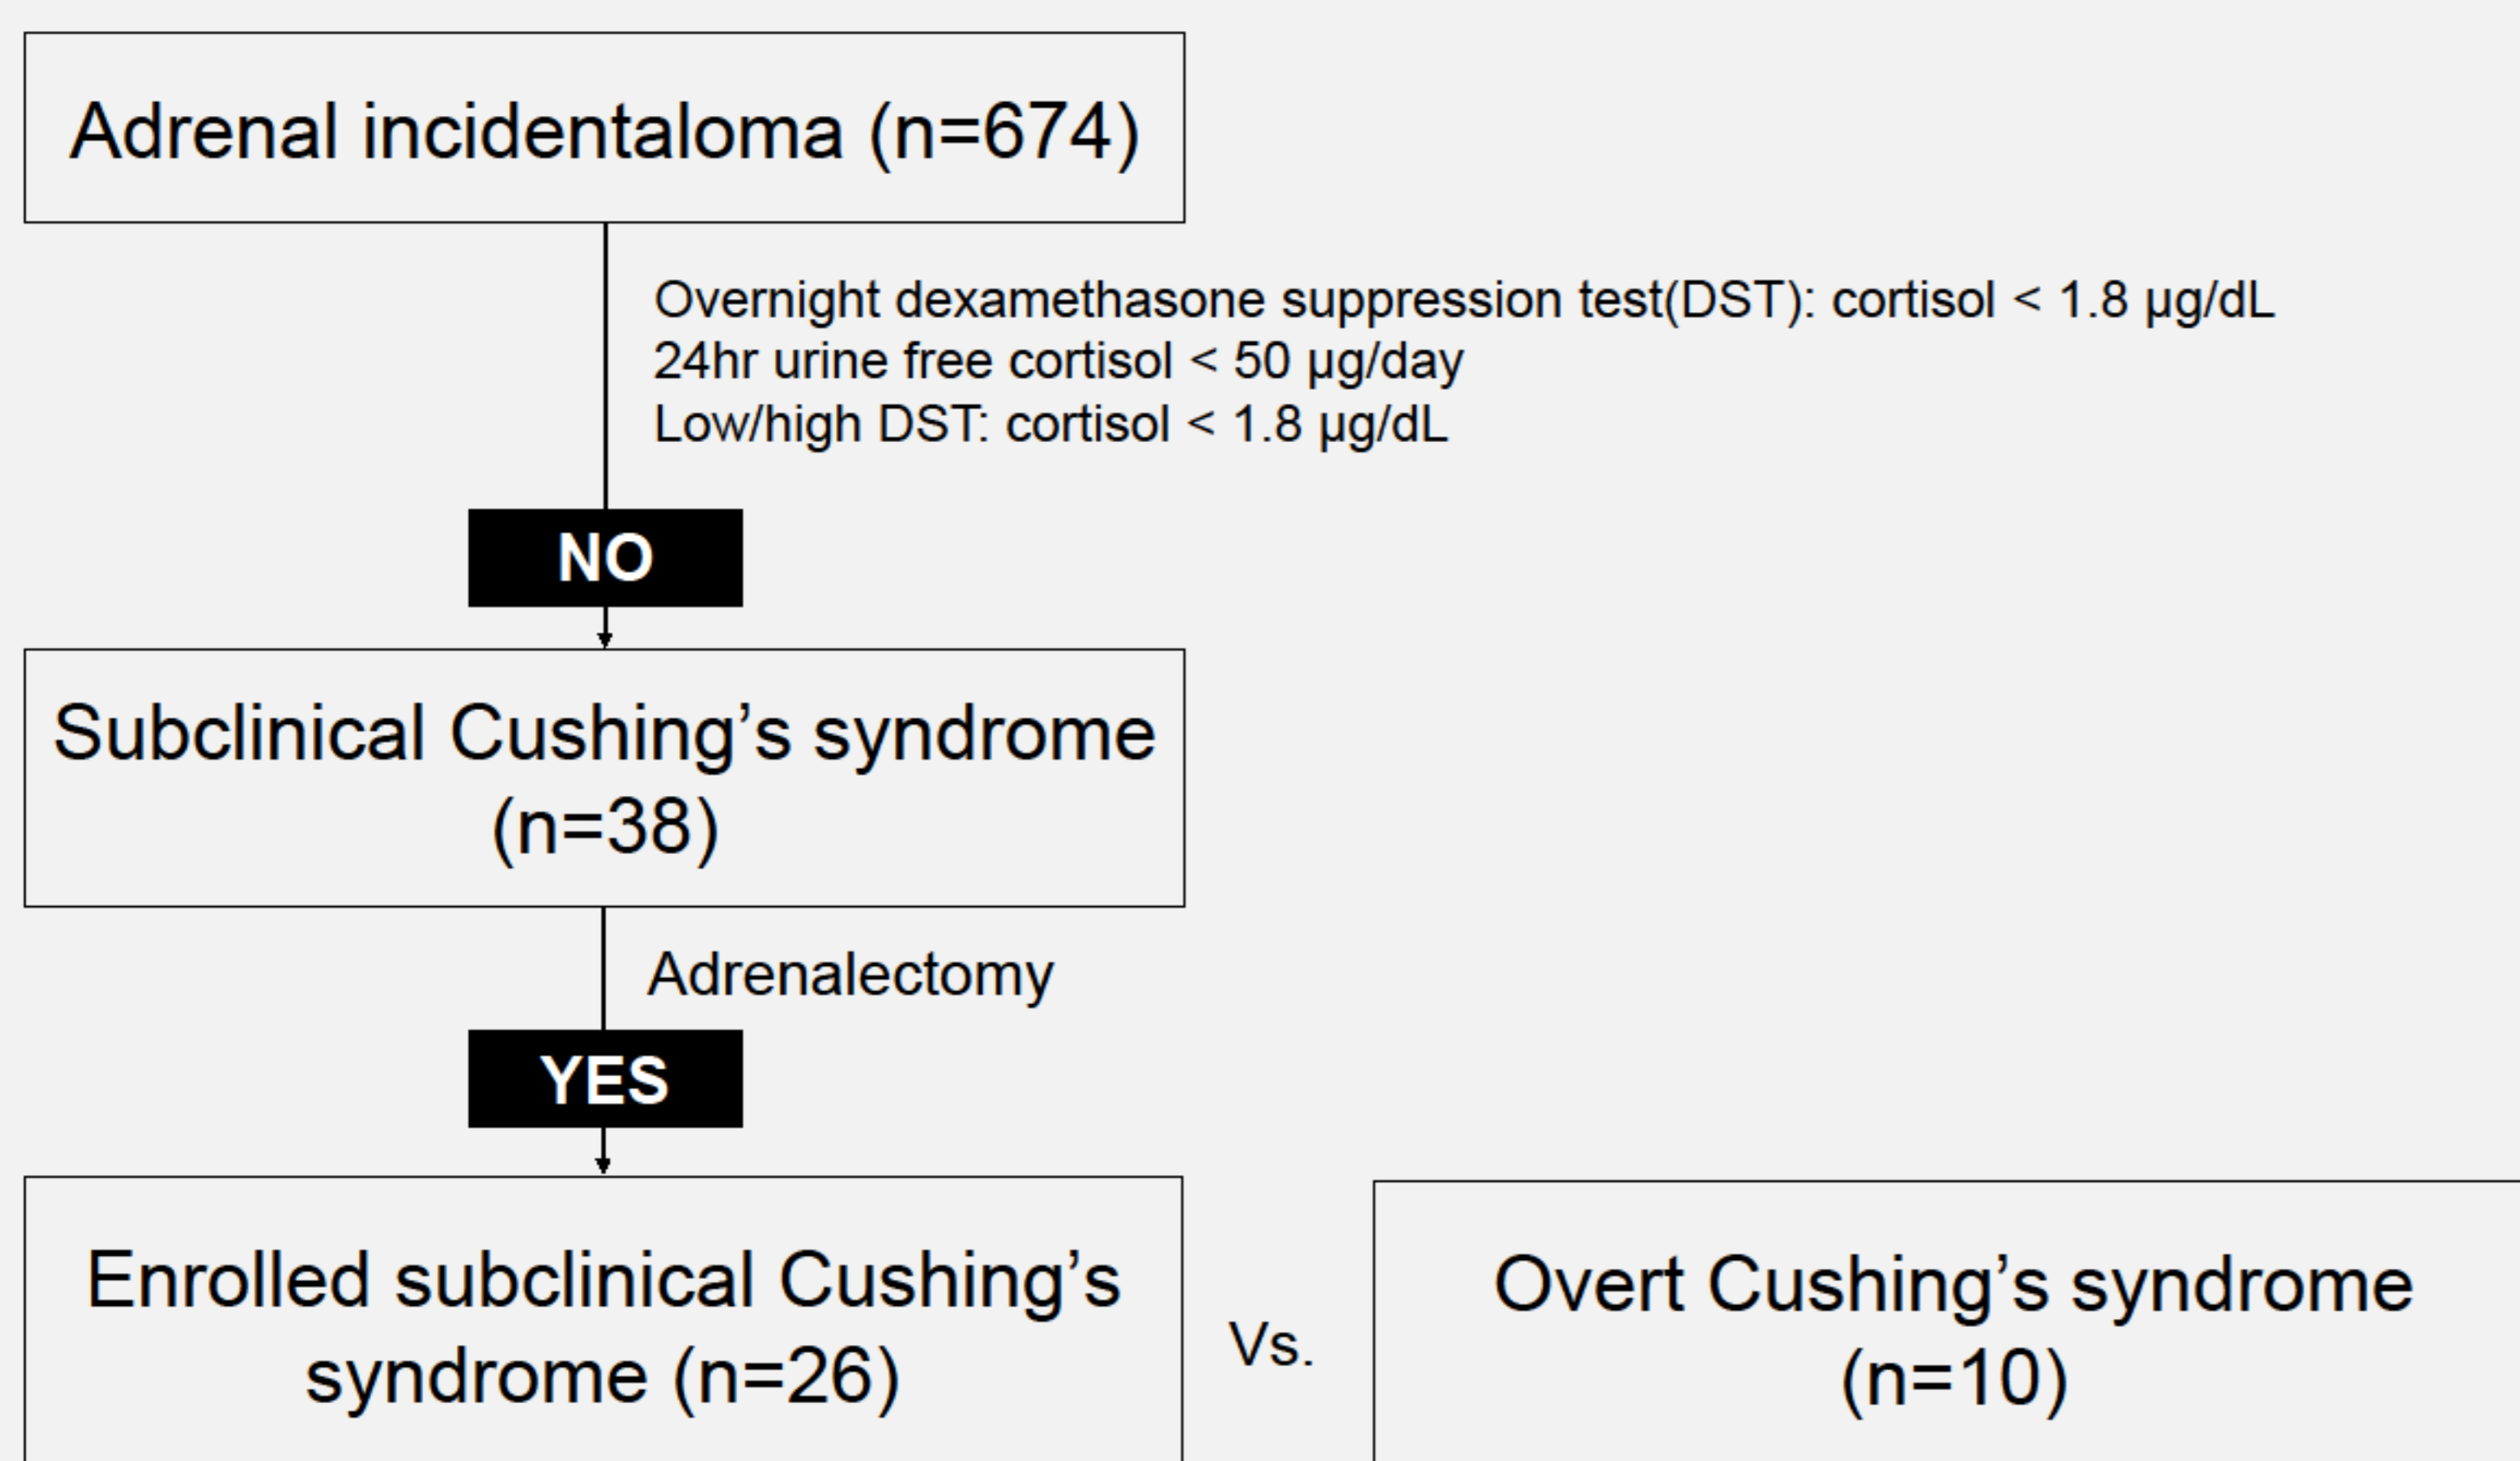 Adrenal incidentaloma (n=674)
Overnight dexamethasone suppression test(DST): cortisol < 1.8 µg/dL
24hr urine free cortisol < 50 µg/day
Low/high DST: cortisol < 1.8 µg/dL
NO
Subclinical Cushing’s syndrome
(n=38)
Adrenalectomy
YES
Enrolled subclinical Cushing’s
syndrome (n=26)
Vs.
Overt Cushing’s syndrome
(n=10)